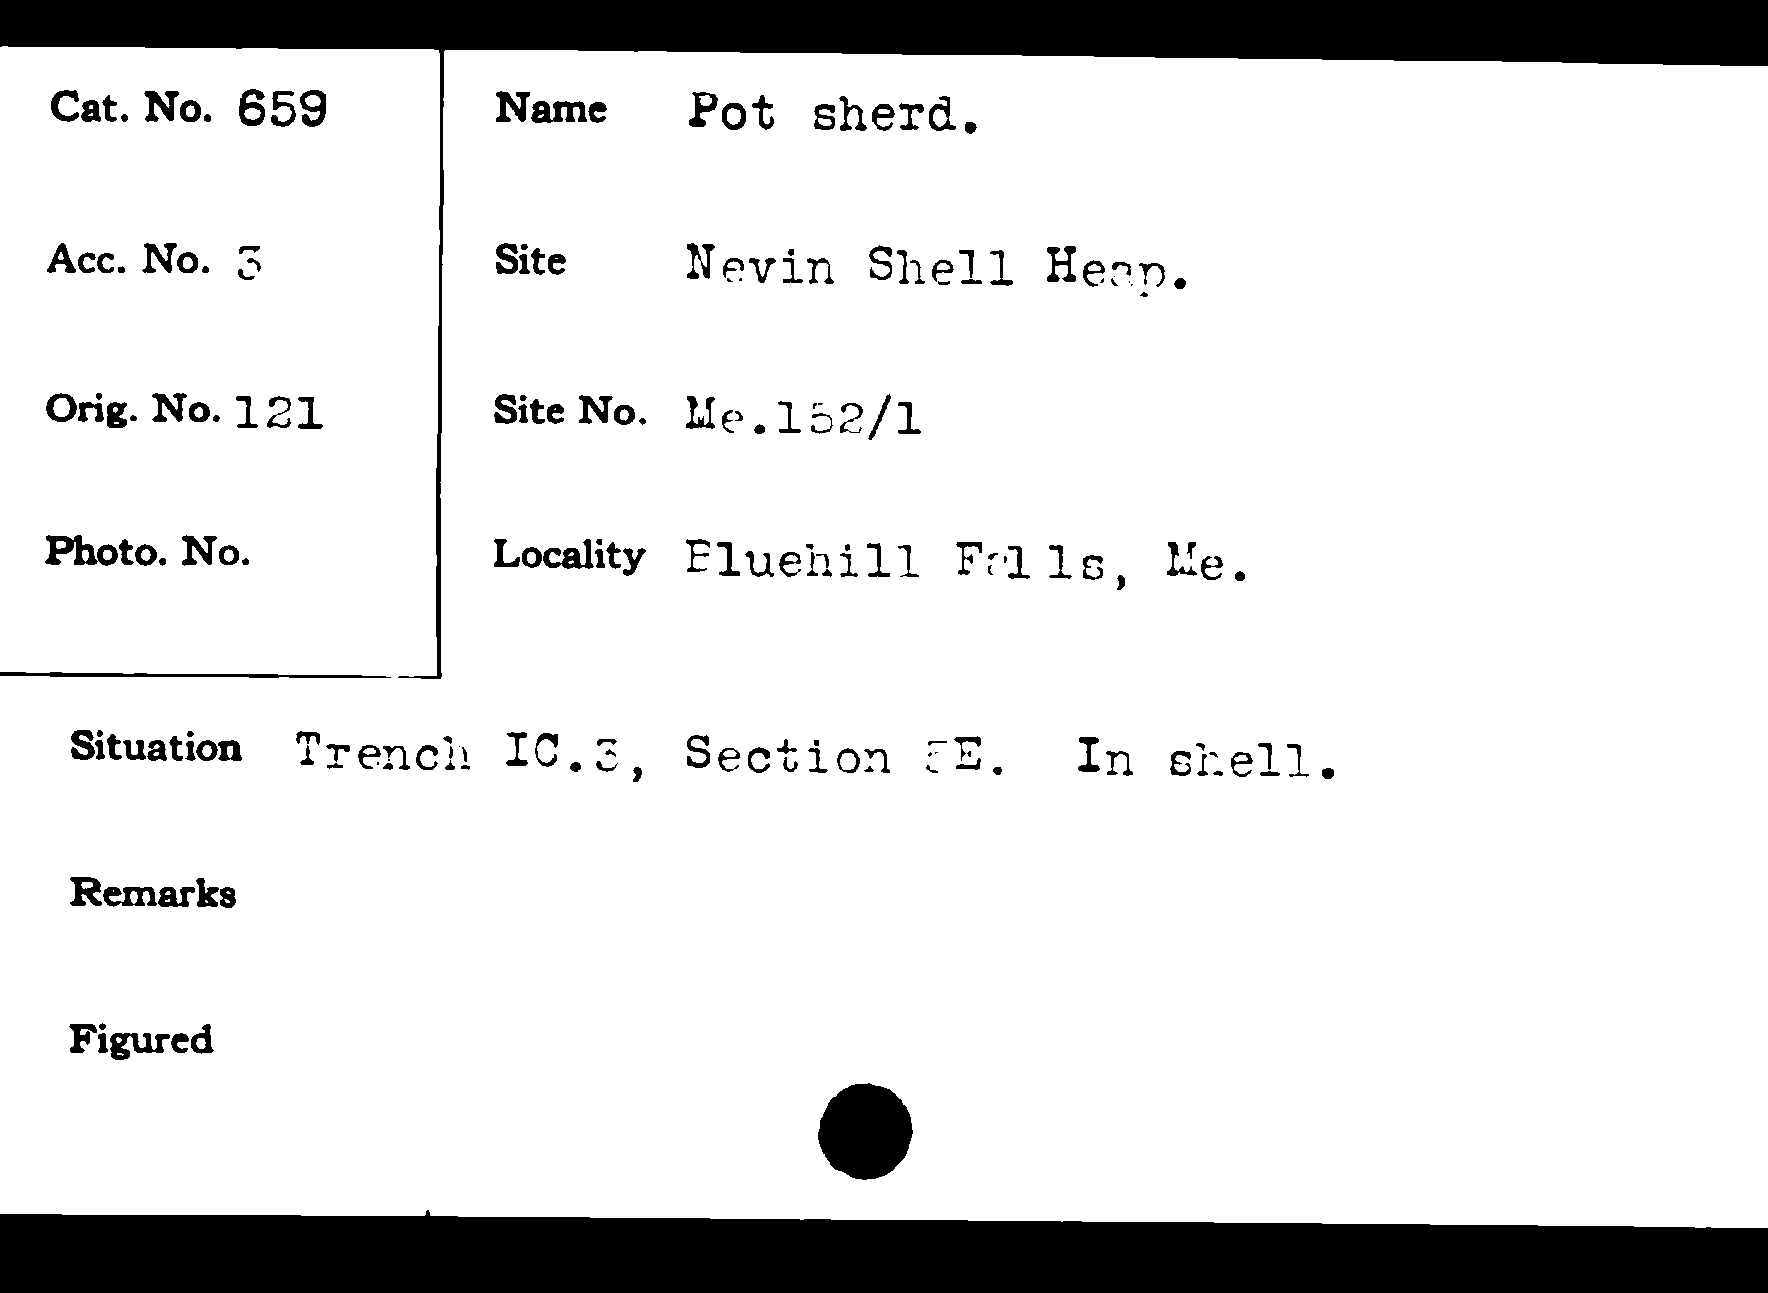 Cat. No. 659
Name Pot sherd.
Acc. No. 3
Site Nevin Shell Heap.
Orig. No. 121
Site No. Me.152/1
Photo. No.
Locality Bluehill Falls, Me.
Situation Trench IC.3, Section In shell.
Remarks
Figured